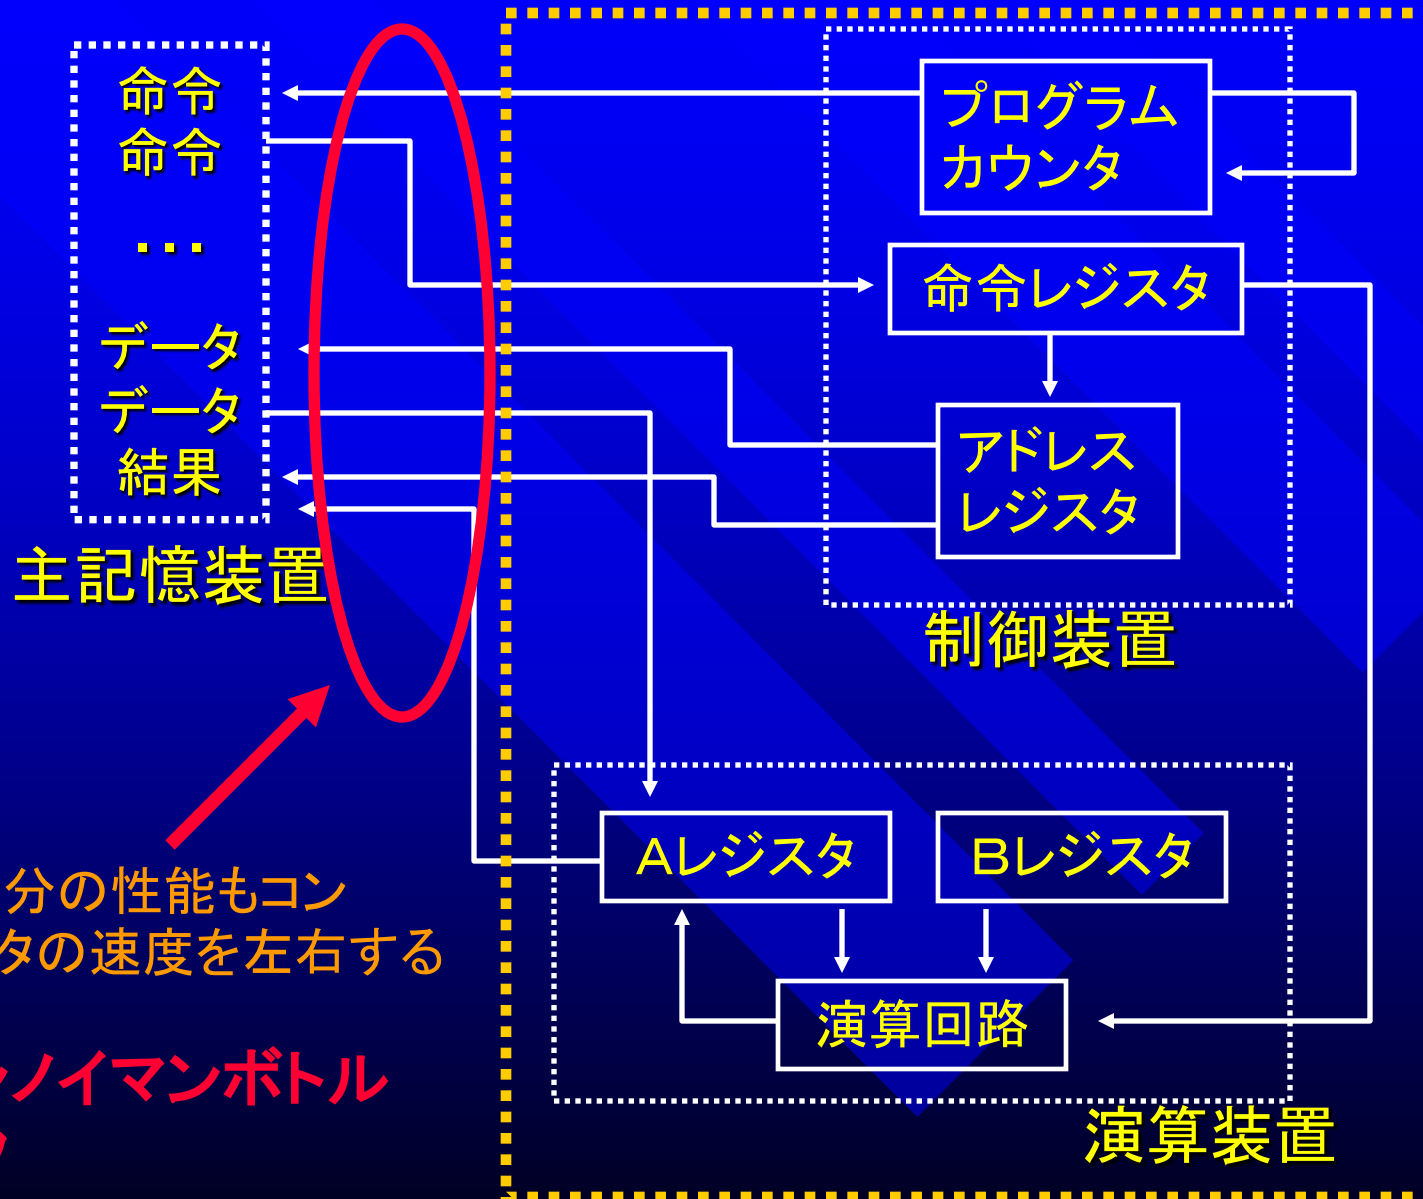 命令
命令
...
データ
データ
結果
主記憶装置
プログラム
カウンタ
命令レジスタ
アドレス
レジスタ
制御装置
Aレジスタ
Bレジスタ
演算回路
演算装置
分の性能もコン
タの速度を左右する
ノイマンボトル